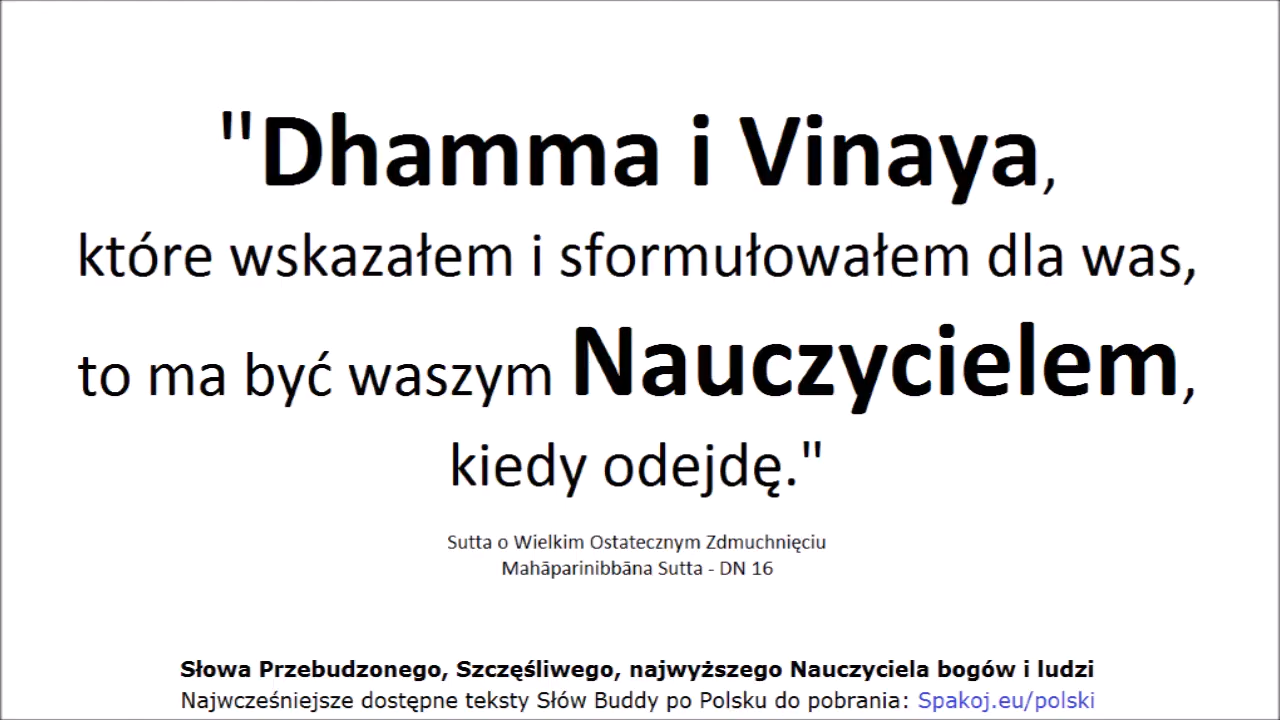 "Dhamma i Vinaya,
które wskazałem i sformułowałem dla was,
to ma być waszym Nauczycielem,
kiedy odejdę."
Sutta o Wielkim Ostatecznym Zdmuchnięciu
Mahāparinibbāna Sutta - DN 16
Słowa Przebudzonego, Szczęśliwego, najwyższego Nauczyciela bogów i ludzi
Najwcześniejsze dostępne teksty Słów Buddy po Polsku do pobrania: Spakoj.eu/polski